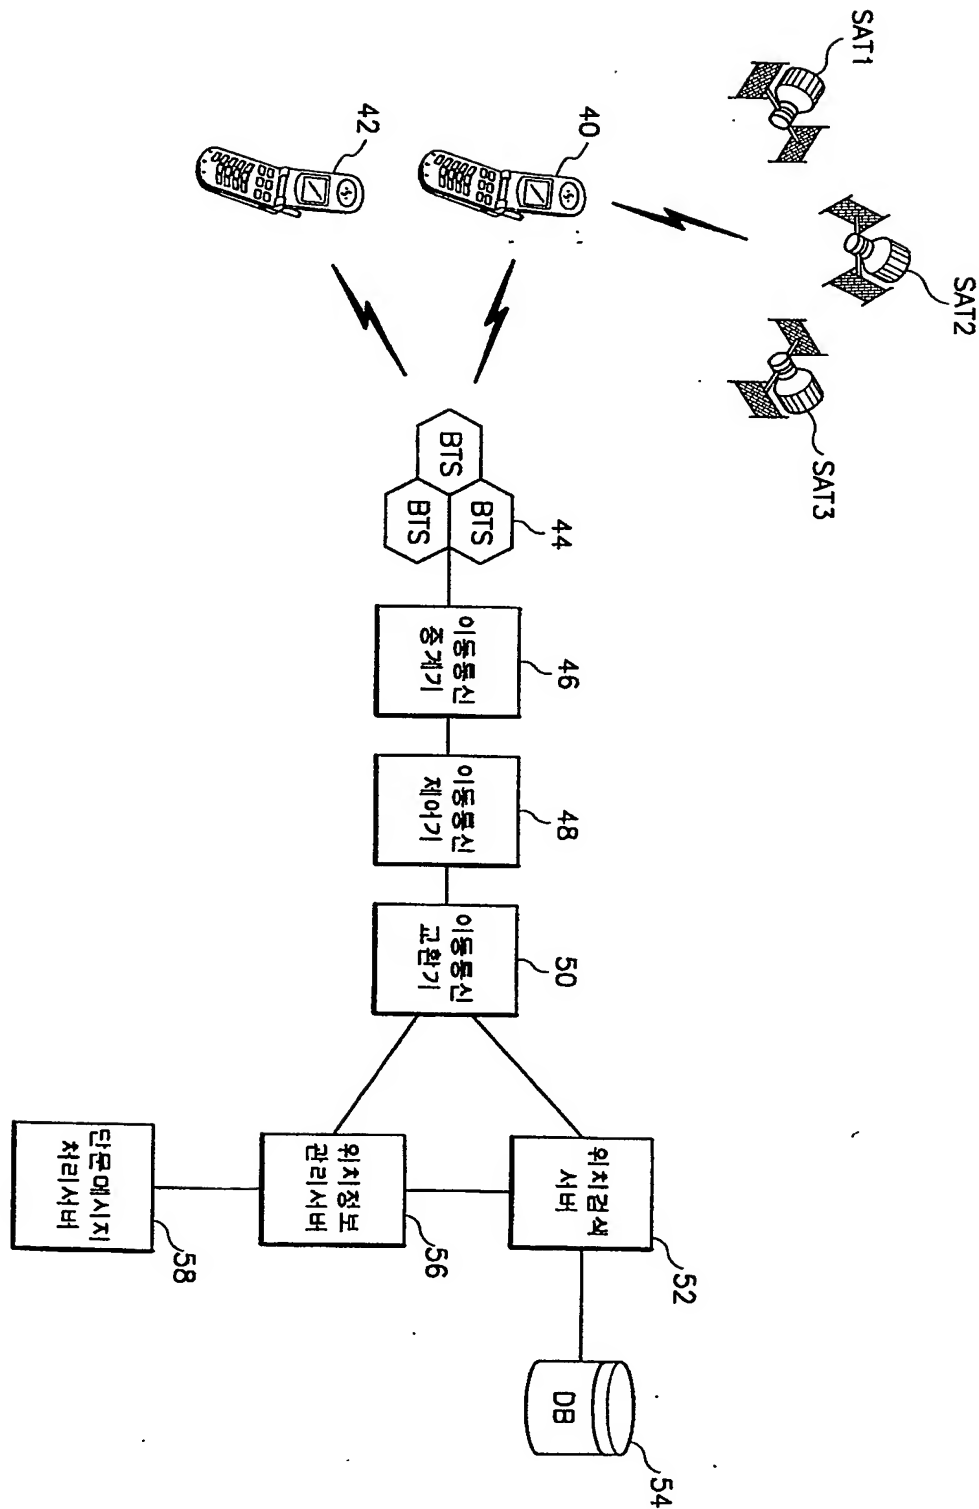 SAT1
SAT2
SAT3
40
42
BTS
BTS
BTS
44
이동통신
중계기
46
이동통신
제어기
48
이동통신
교환기
50
위치검색
서버
52
DB
54
위치정보
관리서버
56
단문메시지
처리서버
58